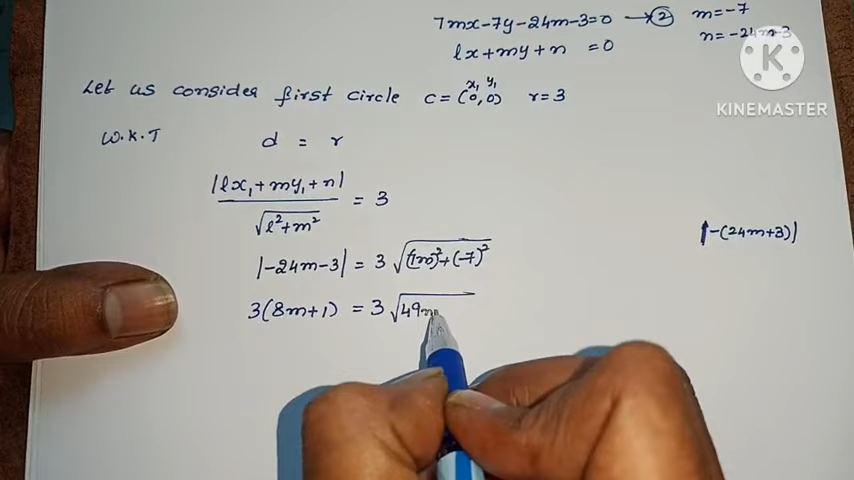 7mx-7y-24m-3=0 → ② m=-7
lx+my+n =0 n=-24m-3
KINEMASTER
Let us consider first circle c=(0,0) r=3
x₁ y₁
W.K.T d = r
|lx₁+my₁+n| / √l²+m² = 3
|-(24m+3)|
|-24m-3| = 3 √(7m)²+(-7)²
3(8m+1) = 3 √49m